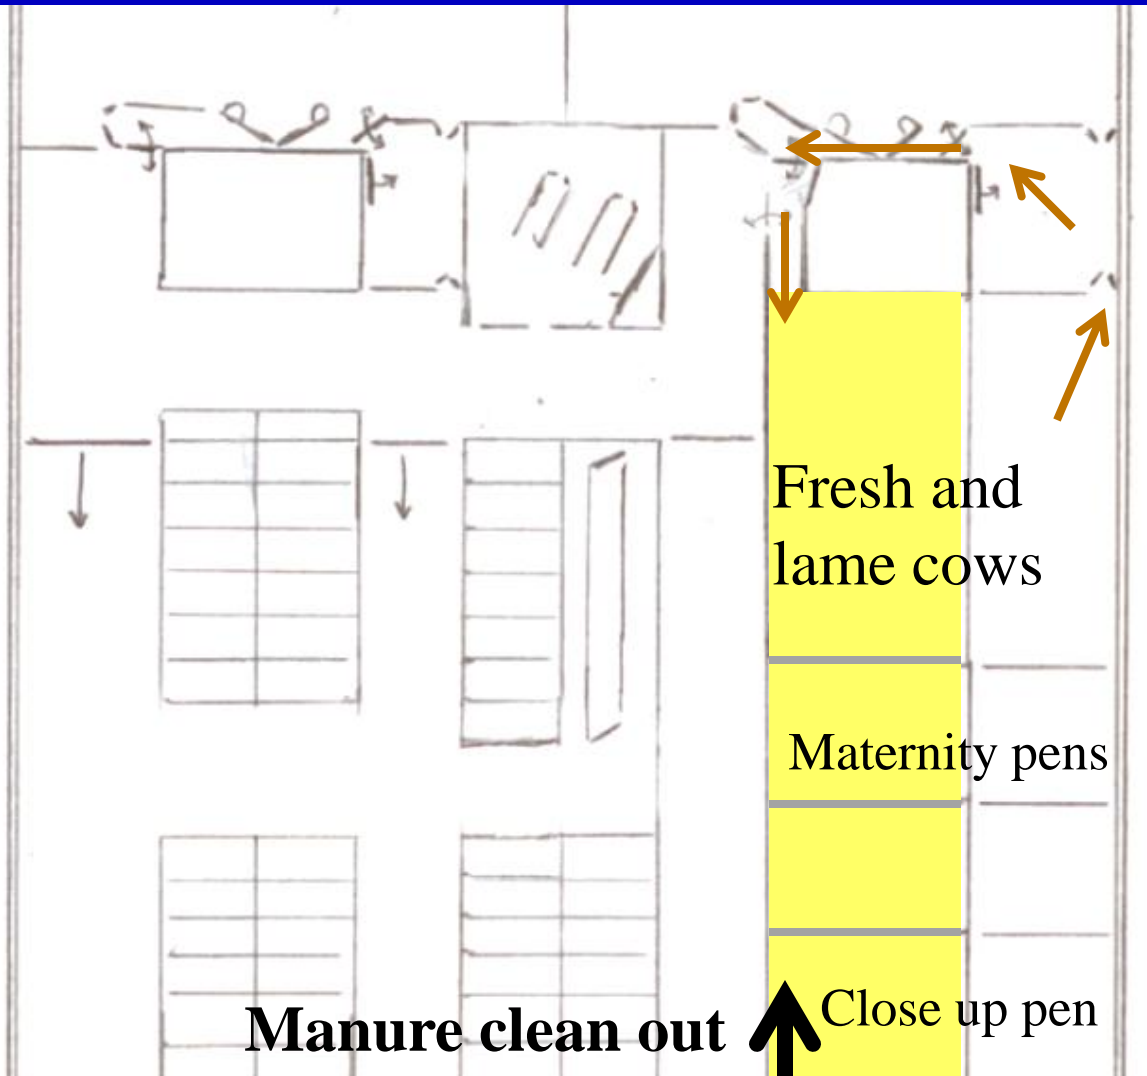 Fresh and
lame cows
Maternity pens
Close up pen
Manure clean out